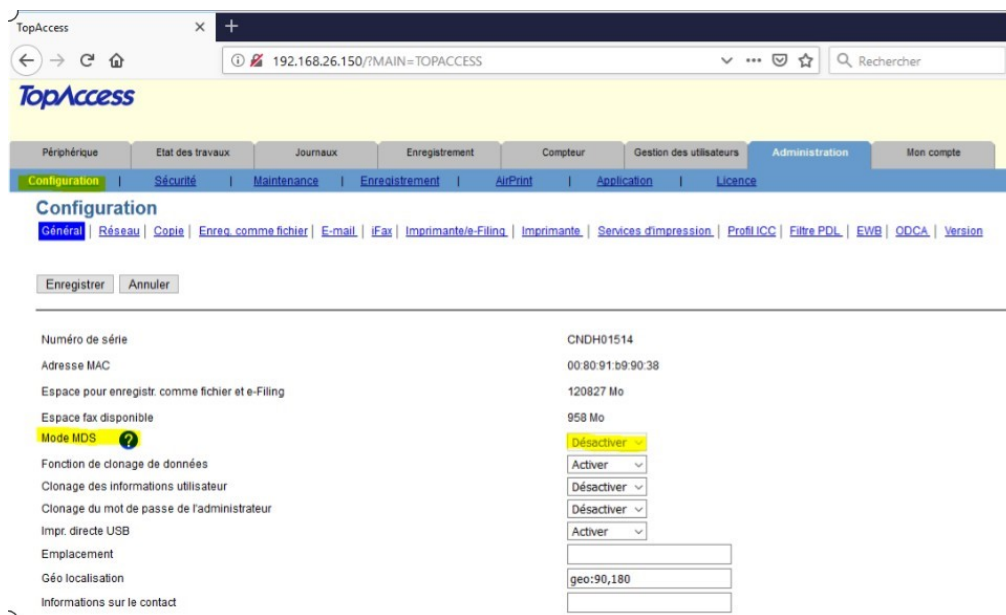 TopAccess
192.168.26.150/?MAIN=TOPACCESS
Rechercher
TopAccess
Périphérique Etat des travaux Journaux Enregistrement Compteur Gestion des utilisateurs Administration Mon compte
Configuration | Sécurité | Maintenance | Enregistrement | AirPrint | Application | Licence
Configuration
Général | Réseau | Copie | Enreg. comme fichier | E-mail | iFax | Imprimante/e-Filing | Imprimante | Services d'impression | Profil ICC | Filtre PDL | EWB | ODCA | Version
Enregistrer Annuler
Numéro de série CNDH01514
Adresse MAC 00:80:91:b9:90:38
Espace pour enregistr. comme fichier et e-Filing 120827 Mo
Espace fax disponible 958 Mo
Mode MDS ? Désactiver
Fonction de clonage de données Activer
Clonage des informations utilisateur Désactiver
Clonage du mot de passe de l'administrateur Désactiver
Impr. directe USB Activer
Emplacement
Géo localisation geo:90,180
Informations sur le contact